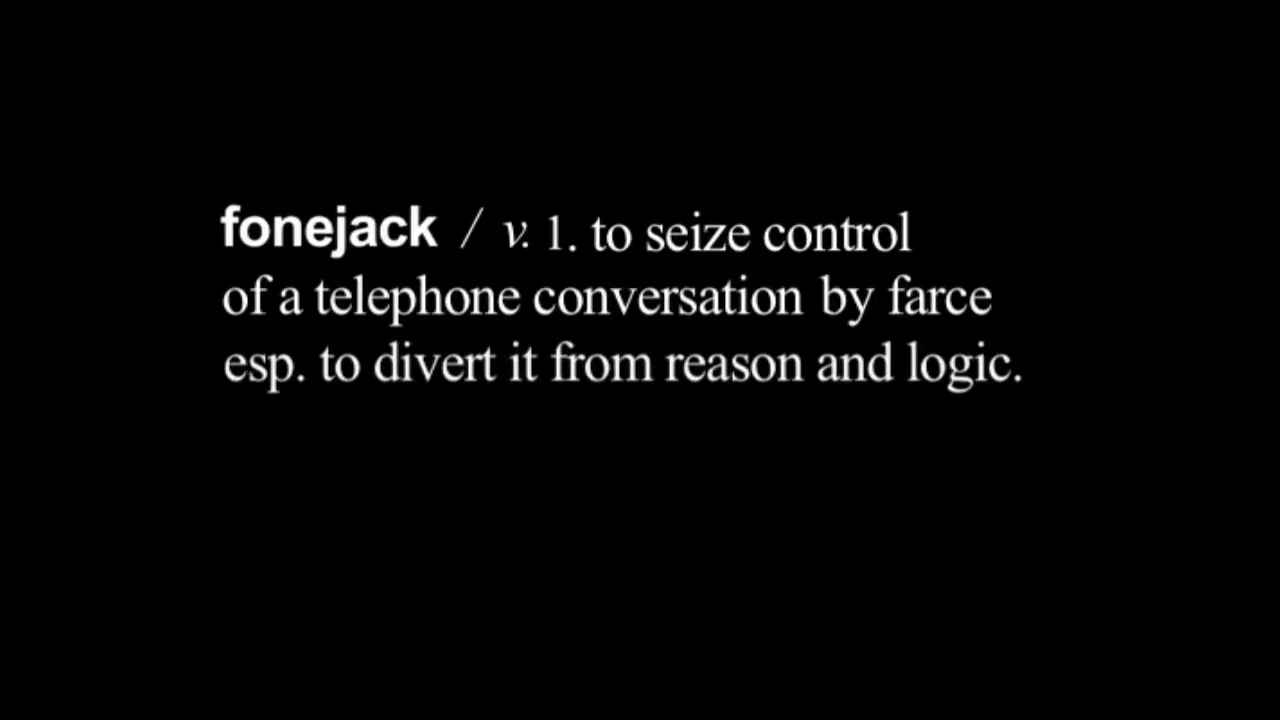 fonejack / v. 1. to seize control
of a telephone conversation by farce
esp. to divert it from reason and logic.